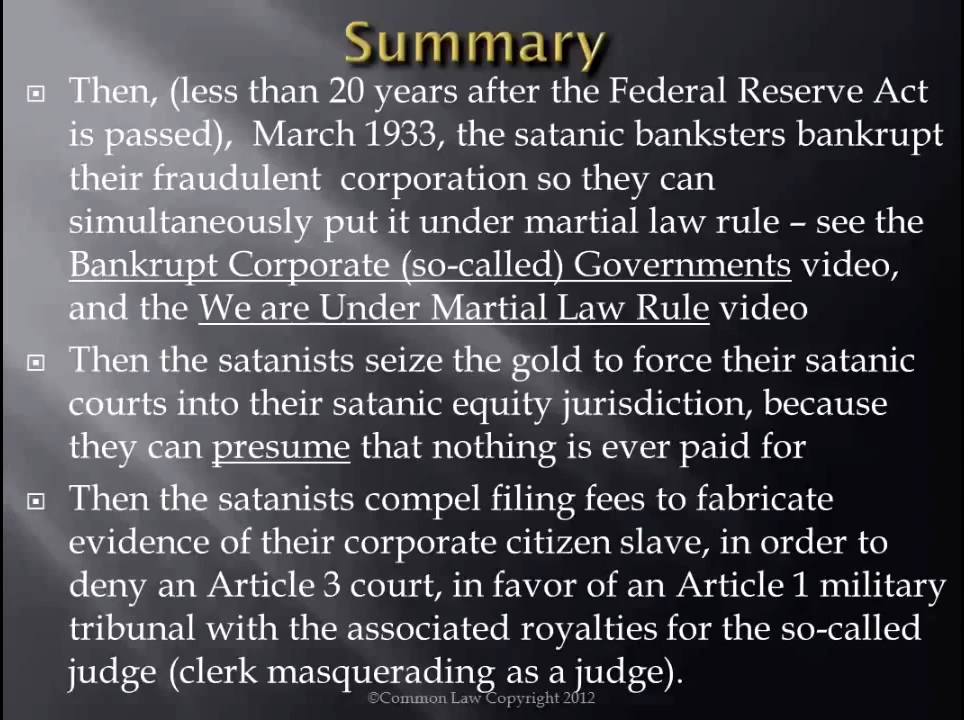 Summary
Then, (less than 20 years after the Federal Reserve Act
is passed), March 1933, the satanic banksters bankrupt
their fraudulent corporation so they can
simultaneously put it under martial law rule – see the
Bankrupt Corporate (so-called) Governments video,
and the We are Under Martial Law Rule video
Then the satanists seize the gold to force their satanic
courts into their satanic equity jurisdiction, because
they can presume that nothing is ever paid for
Then the satanists compel filing fees to fabricate
evidence of their corporate citizen slave, in order to
deny an Article 3 court, in favor of an Article 1 military
tribunal with the associated royalties for the so-called
judge (clerk masquerading as a judge).
©Common Law Copyright 2012